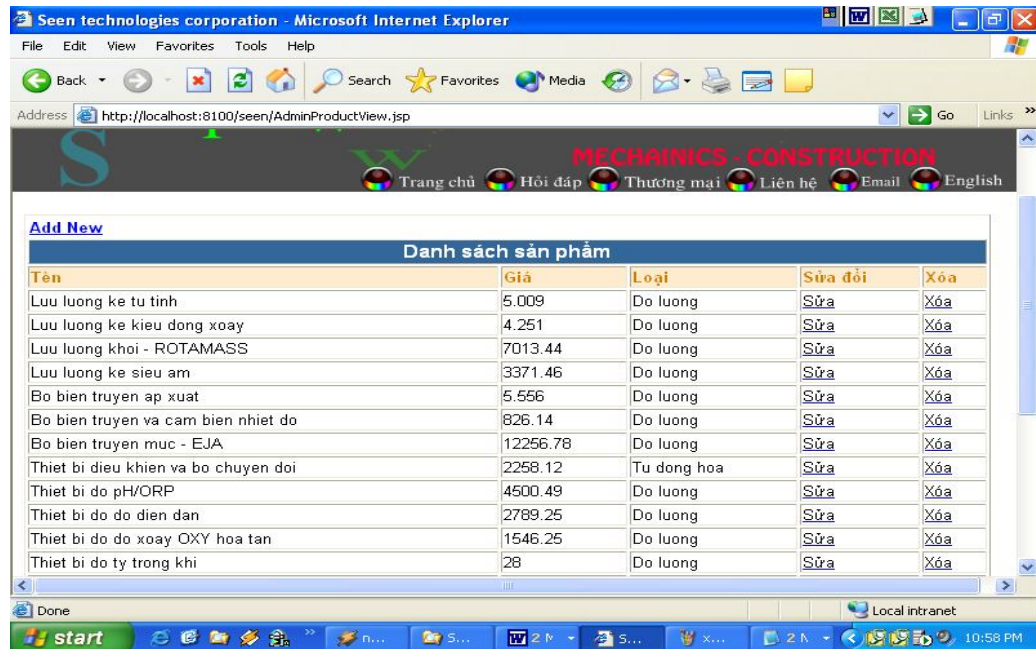 Seen technologies corporation - Microsoft Internet Explorer
File Edit View Favorites Tools Help
Back Search Favorites Media
Address http://localhost:8100/seen/AdminProductView.jsp Go Links »
S W MECHAINICS - CONSTRUCTION
Trang chủ Hỏi đáp Thương mại Liên hệ Email English
Add New
Danh sách sản phẩm
Tên Giá Loại Sửa đổi Xóa
Luu luong ke tu tinh 5.009 Do luong Sửa Xóa
Luu luong ke kieu dong xoay 4.251 Do luong Sửa Xóa
Luu luong khoi - ROTAMASS 7013.44 Do luong Sửa Xóa
Luu luong ke sieu am 3371.46 Do luong Sửa Xóa
Bo bien truyen ap xuat 5.556 Do luong Sửa Xóa
Bo bien truyen va cam bien nhiet do 826.14 Do luong Sửa Xóa
Bo bien truyen muc - EJA 12256.78 Do luong Sửa Xóa
Thiet bi dieu khien va bo chuyen doi 2258.12 Tu dong hoa Sửa Xóa
Thiet bi do pH/ORP 4500.49 Do luong Sửa Xóa
Thiet bi do do dien dan 2789.25 Do luong Sửa Xóa
Thiet bi do do xoay OXY hoa tan 1546.25 Do luong Sửa Xóa
Thiet bi do ty trong khi 28 Do luong Sửa Xóa
Done Local intranet
start » n... S... 2 S... x... 2 10:58 PM